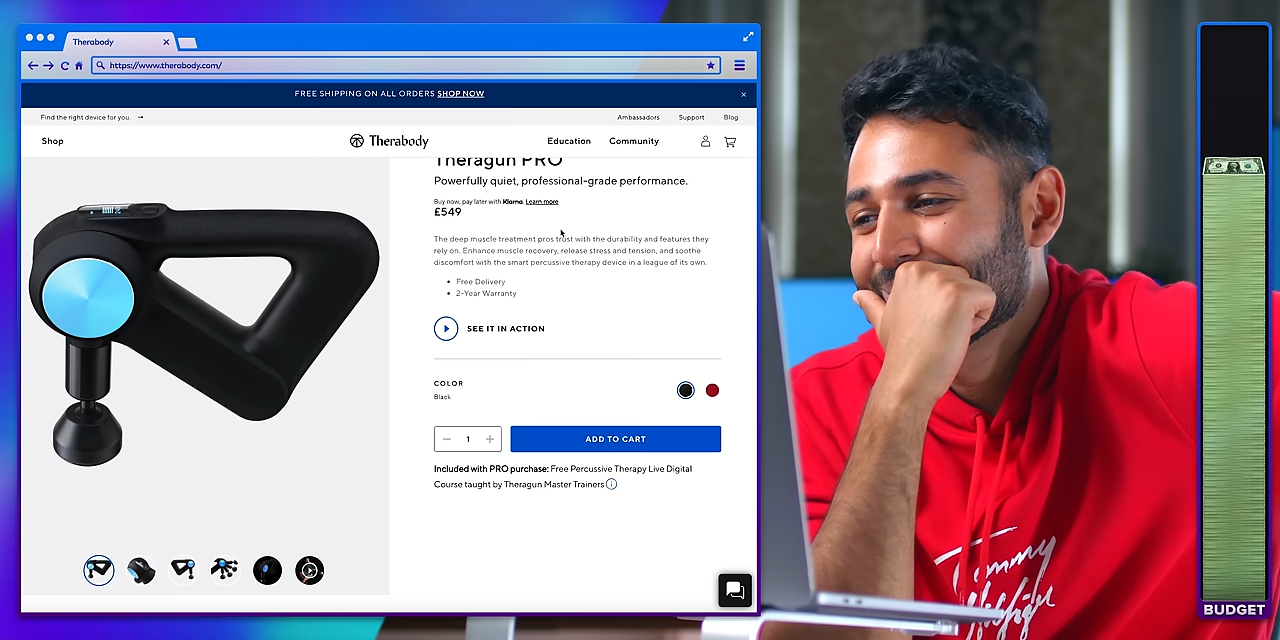 Therabody
https://www.therabody.com/
FREE SHIPPING ON ALL ORDERS SHOP NOW
Find the right device for you. →
Ambassadors Support Blog
Shop
Therabody
Education Community
Theragun PRO
Powerfully quiet, professional-grade performance.
Buy now, pay later with Klarna. Learn more
£549
The deep muscle treatment pros trust with the durability and features they
rely on. Enhance muscle recovery, release stress and tension, and soothe
discomfort with the smart percussive therapy device in a league of its own.
• Free Delivery
• 2-Year Warranty
SEE IT IN ACTION
COLOR
Black
− 1 +
ADD TO CART
Included with PRO purchase: Free Percussive Therapy Live Digital
Course taught by Theragun Master Trainers
Tommy
Hilfiger
BUDGET